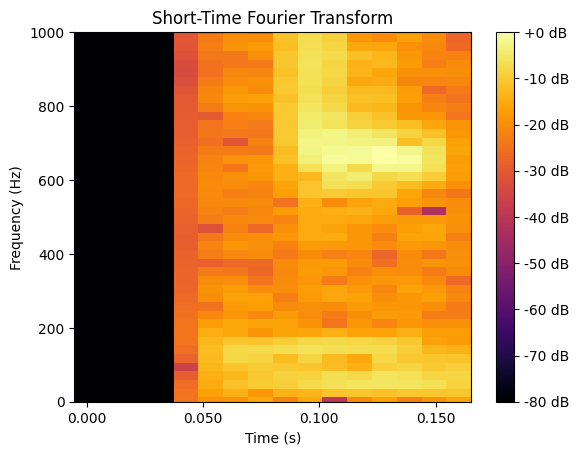 Short-Time Fourier Transform
1000
800
600
400
200
0
Frequency (Hz)
0.000
0.050
0.100
0.150
Time (s)
+0 dB
-10 dB
-20 dB
-30 dB
-40 dB
-50 dB
-60 dB
-70 dB
-80 dB